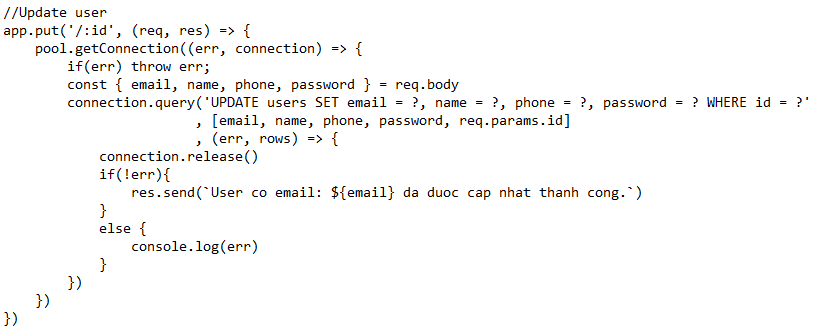 //Update user
app.put('/:id', (req, res) => {
    pool.getConnection((err, connection) => {
        if(err) throw err;
        const { email, name, phone, password } = req.body
        connection.query('UPDATE users SET email = ?, name = ?, phone = ?, password = ? WHERE id = ?'
                        , [email, name, phone, password, req.params.id]
                        , (err, rows) => {
            connection.release()
            if(!err){
                res.send(`User co email: ${email} da duoc cap nhat thanh cong.`)
            }
            else {
                console.log(err)
            }
        })
    })
})